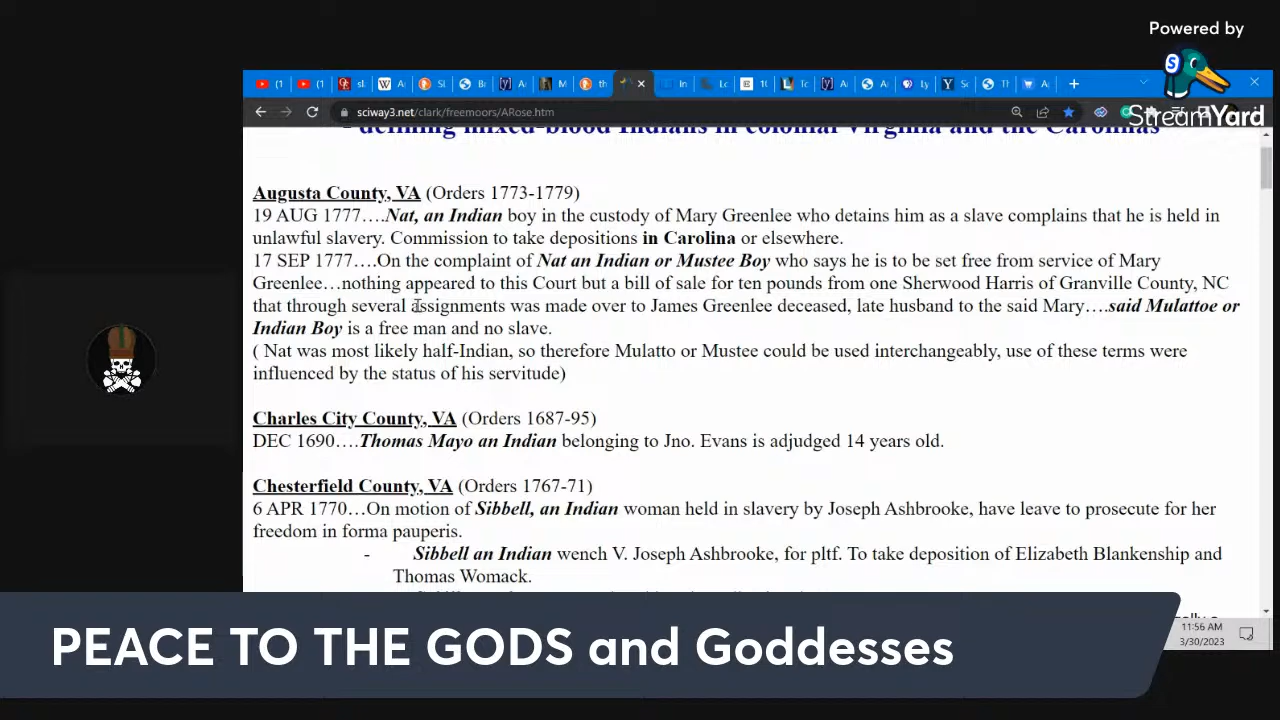 Powered by
StreamYard
sciway3.net/clark/freemoors/ARose.htm
- defining mixed-blood Indians in colonial Virginia and the Carolinas
Augusta County, VA (Orders 1773-1779)
19 AUG 1777….Nat, an Indian boy in the custody of Mary Greenlee who detains him as a slave complains that he is held in
unlawful slavery. Commission to take depositions in Carolina or elsewhere.
17 SEP 1777….On the complaint of Nat an Indian or Mustee Boy who says he is to be set free from service of Mary
Greenlee…nothing appeared to this Court but a bill of sale for ten pounds from one Sherwood Harris of Granville County, NC
that through several assignments was made over to James Greenlee deceased, late husband to the said Mary….said Mulattoe or
Indian Boy is a free man and no slave.
( Nat was most likely half-Indian, so therefore Mulatto or Mustee could be used interchangeably, use of these terms were
influenced by the status of his servitude)
Charles City County, VA (Orders 1687-95)
DEC 1690….Thomas Mayo an Indian belonging to Jno. Evans is adjudged 14 years old.
Chesterfield County, VA (Orders 1767-71)
6 APR 1770…On motion of Sibbell, an Indian woman held in slavery by Joseph Ashbrooke, have leave to prosecute for her
freedom in forma pauperis.
- Sibbell an Indian wench V. Joseph Ashbrooke, for pltf. To take deposition of Elizabeth Blankenship and
Thomas Womack.
11:56 AM
3/30/2023
PEACE TO THE GODS and Goddesses